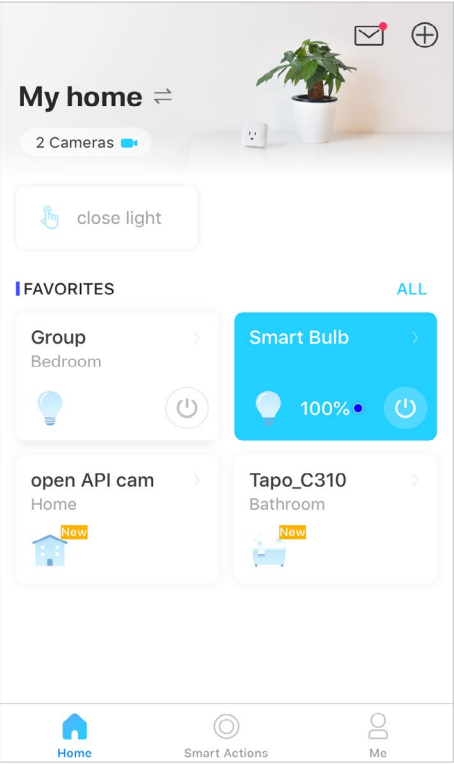 My home
2 Cameras
close light
FAVORITES
ALL
Group
Bedroom
Smart Bulb
100%
open API cam
Home
New
Tapo_C310
Bathroom
New
Home
Smart Actions
Me